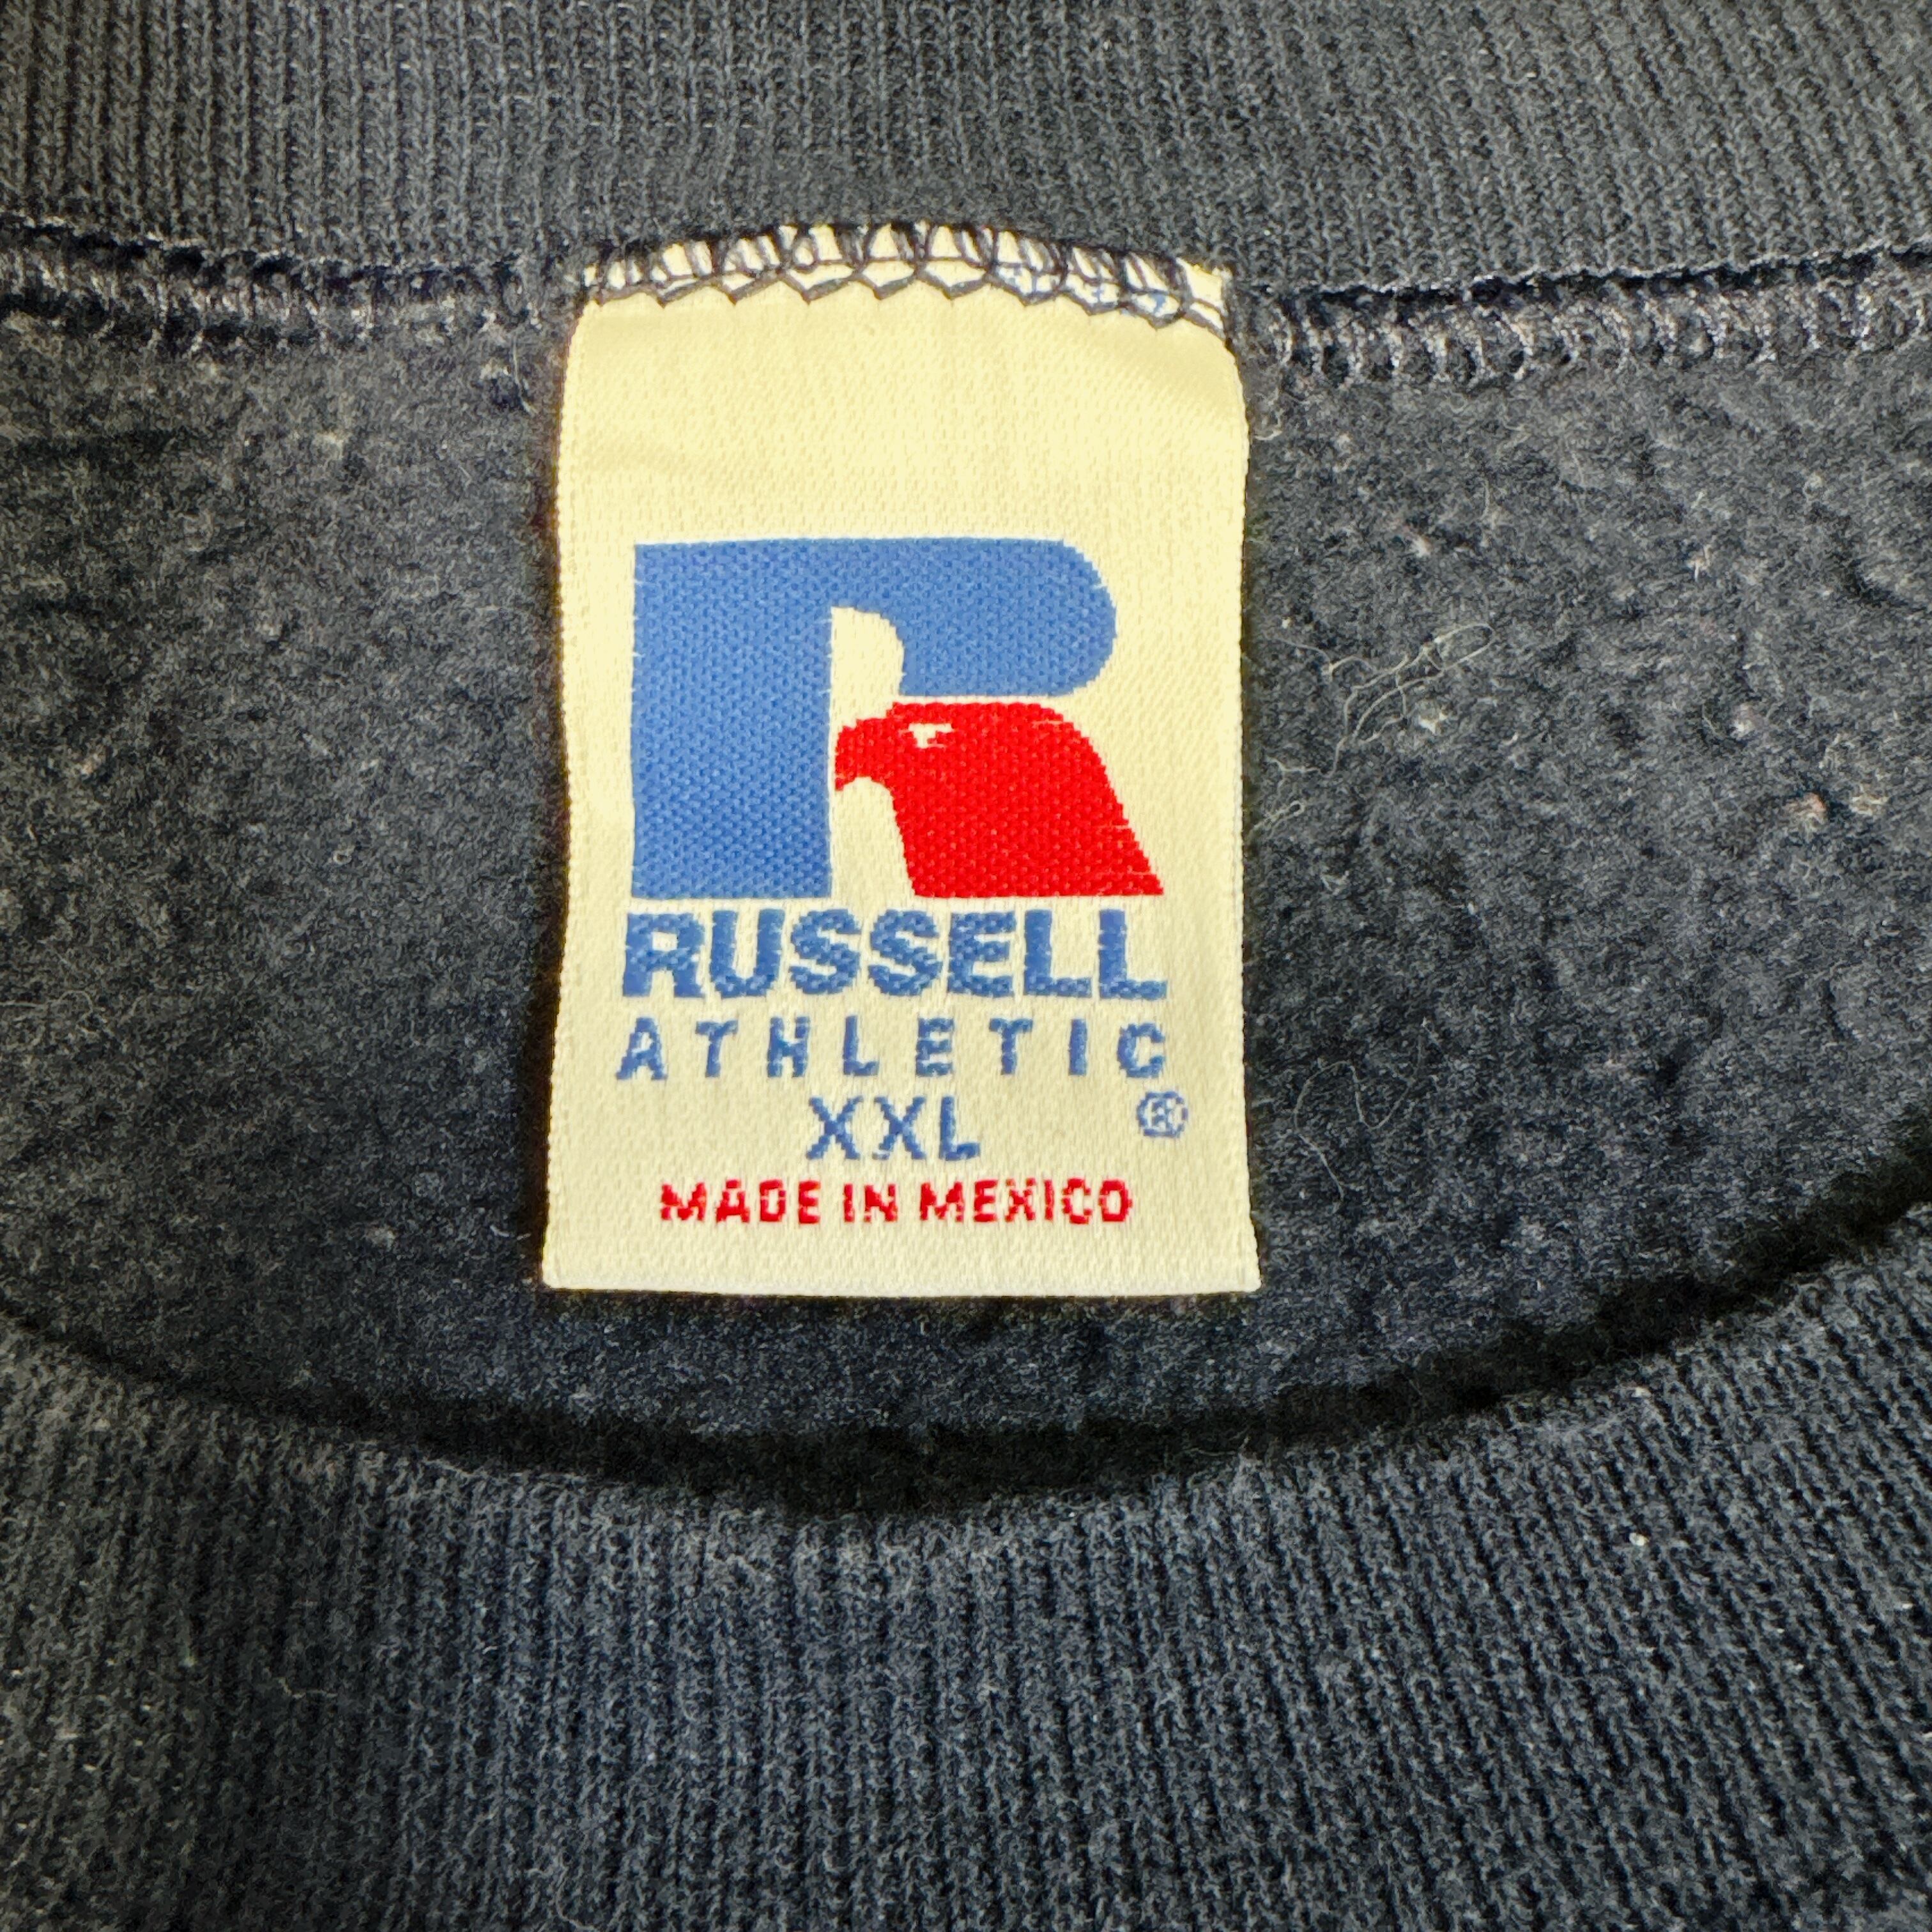 R
RUSSELL
ATHLETIC
XXL ®
MADE IN MEXICO